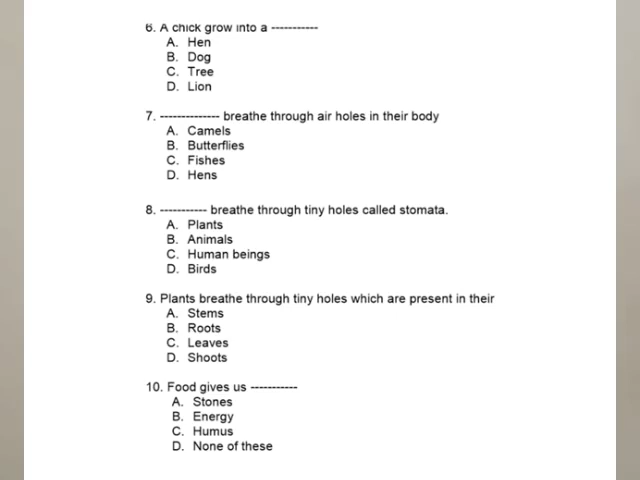 6. A chick grow into a -----------
A. Hen
B. Dog
C. Tree
D. Lion
7. -------------- breathe through air holes in their body
A. Camels
B. Butterflies
C. Fishes
D. Hens
8. ----------- breathe through tiny holes called stomata.
A. Plants
B. Animals
C. Human beings
D. Birds
9. Plants breathe through tiny holes which are present in their
A. Stems
B. Roots
C. Leaves
D. Shoots
10. Food gives us -----------
A. Stones
B. Energy
C. Humus
D. None of these